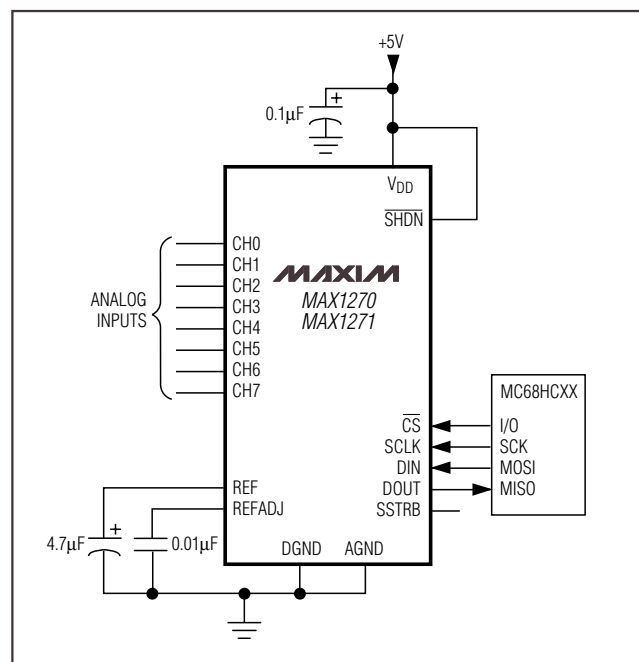 +5V
+
0.1µF
VDD
SHDN
CH0
CH1
CH2
CH3
CH4
CH5
CH6
CH7
ANALOG
INPUTS
MAXIM
MAX1270
MAX1271
MC68HCXX
CS
I/O
SCLK
SCK
DIN
MOSI
DOUT
MISO
SSTRB
REF
REFADJ
+
4.7µF
0.01µF
DGND
AGND